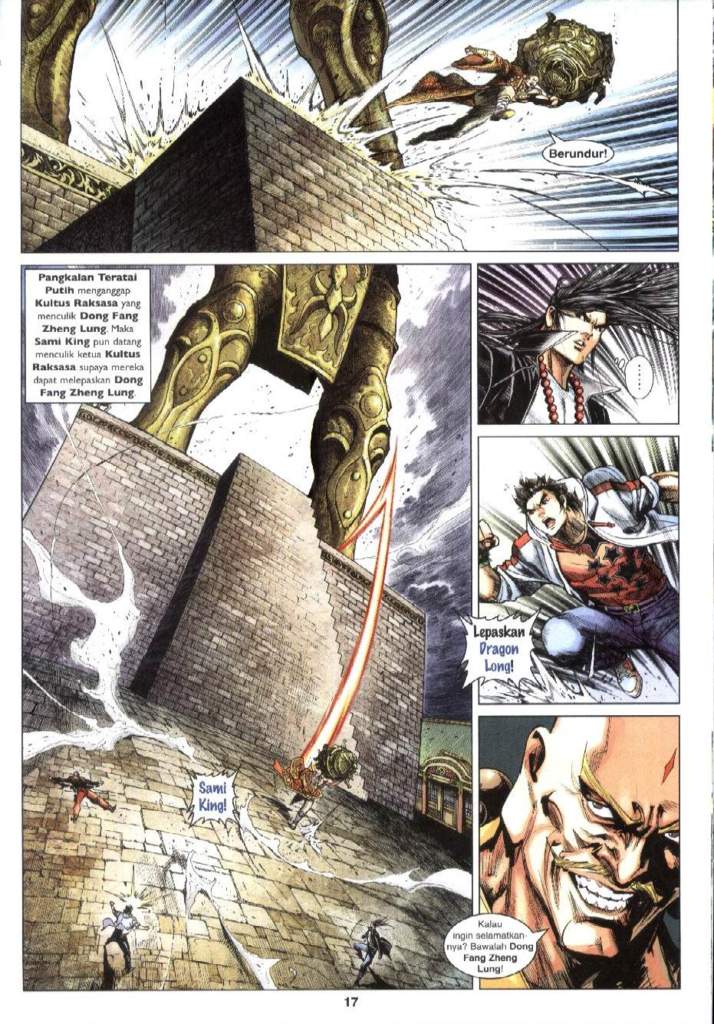 Berundur!
Pangkalan Teratai
Putih menganggap
Kultus Raksasa yang
menculik Dong Fang
Zheng Lung. Maka
Sami King pun datang
menculik ketua Kultus
Raksasa supaya mereka
dapat melepaskan Dong
Fang Zheng Lung.
.....
Lepaskan
Dragon
Long!
Sami
King!
Kalau
ingin selamatkan-
nya? Bawalah Dong
Fang Zheng
Lung!
17